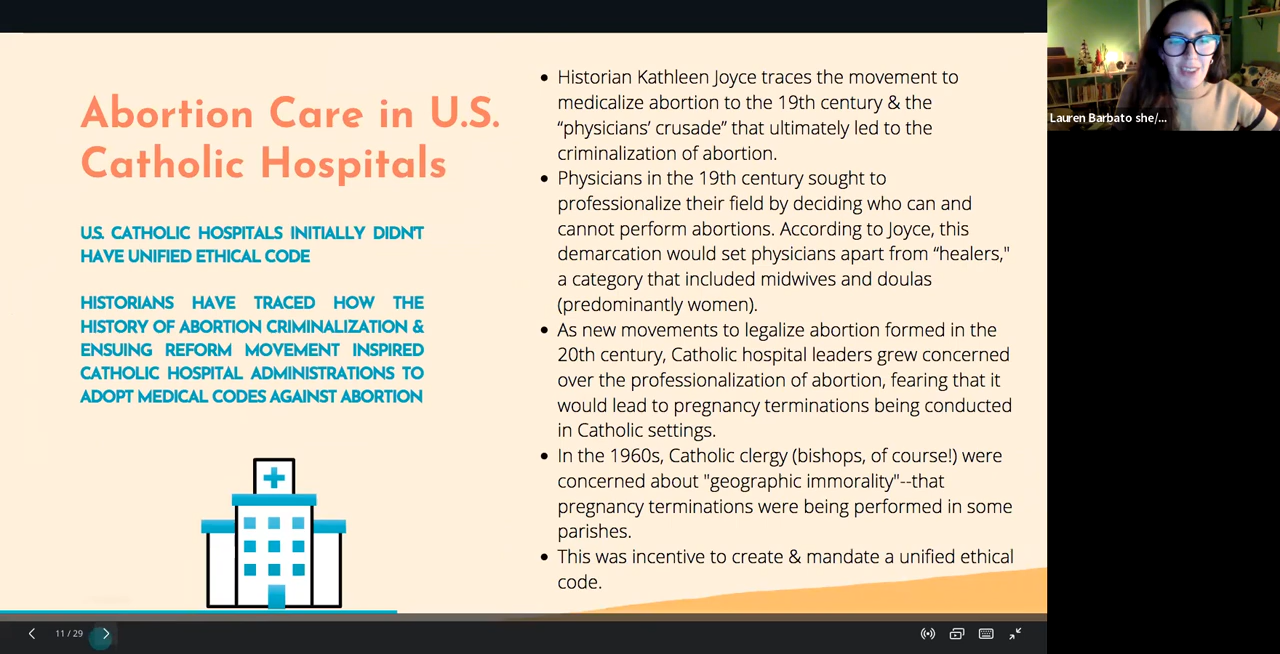 Abortion Care in U.S.
Catholic Hospitals
U.S. CATHOLIC HOSPITALS INITIALLY DIDN'T
HAVE UNIFIED ETHICAL CODE
HISTORIANS HAVE TRACED HOW THE
HISTORY OF ABORTION CRIMINALIZATION &
ENSUING REFORM MOVEMENT INSPIRED
CATHOLIC HOSPITAL ADMINISTRATIONS TO
ADOPT MEDICAL CODES AGAINST ABORTION
• Historian Kathleen Joyce traces the movement to
medicalize abortion to the 19th century & the
“physicians’ crusade” that ultimately led to the
criminalization of abortion.
• Physicians in the 19th century sought to
professionalize their field by deciding who can and
cannot perform abortions. According to Joyce, this
demarcation would set physicians apart from “healers,"
a category that included midwives and doulas
(predominantly women).
• As new movements to legalize abortion formed in the
20th century, Catholic hospital leaders grew concerned
over the professionalization of abortion, fearing that it
would lead to pregnancy terminations being conducted
in Catholic settings.
• In the 1960s, Catholic clergy (bishops, of course!) were
concerned about "geographic immorality"--that
pregnancy terminations were being performed in some
parishes.
• This was incentive to create & mandate a unified ethical
code.
Lauren Barbato she/...
11 / 29